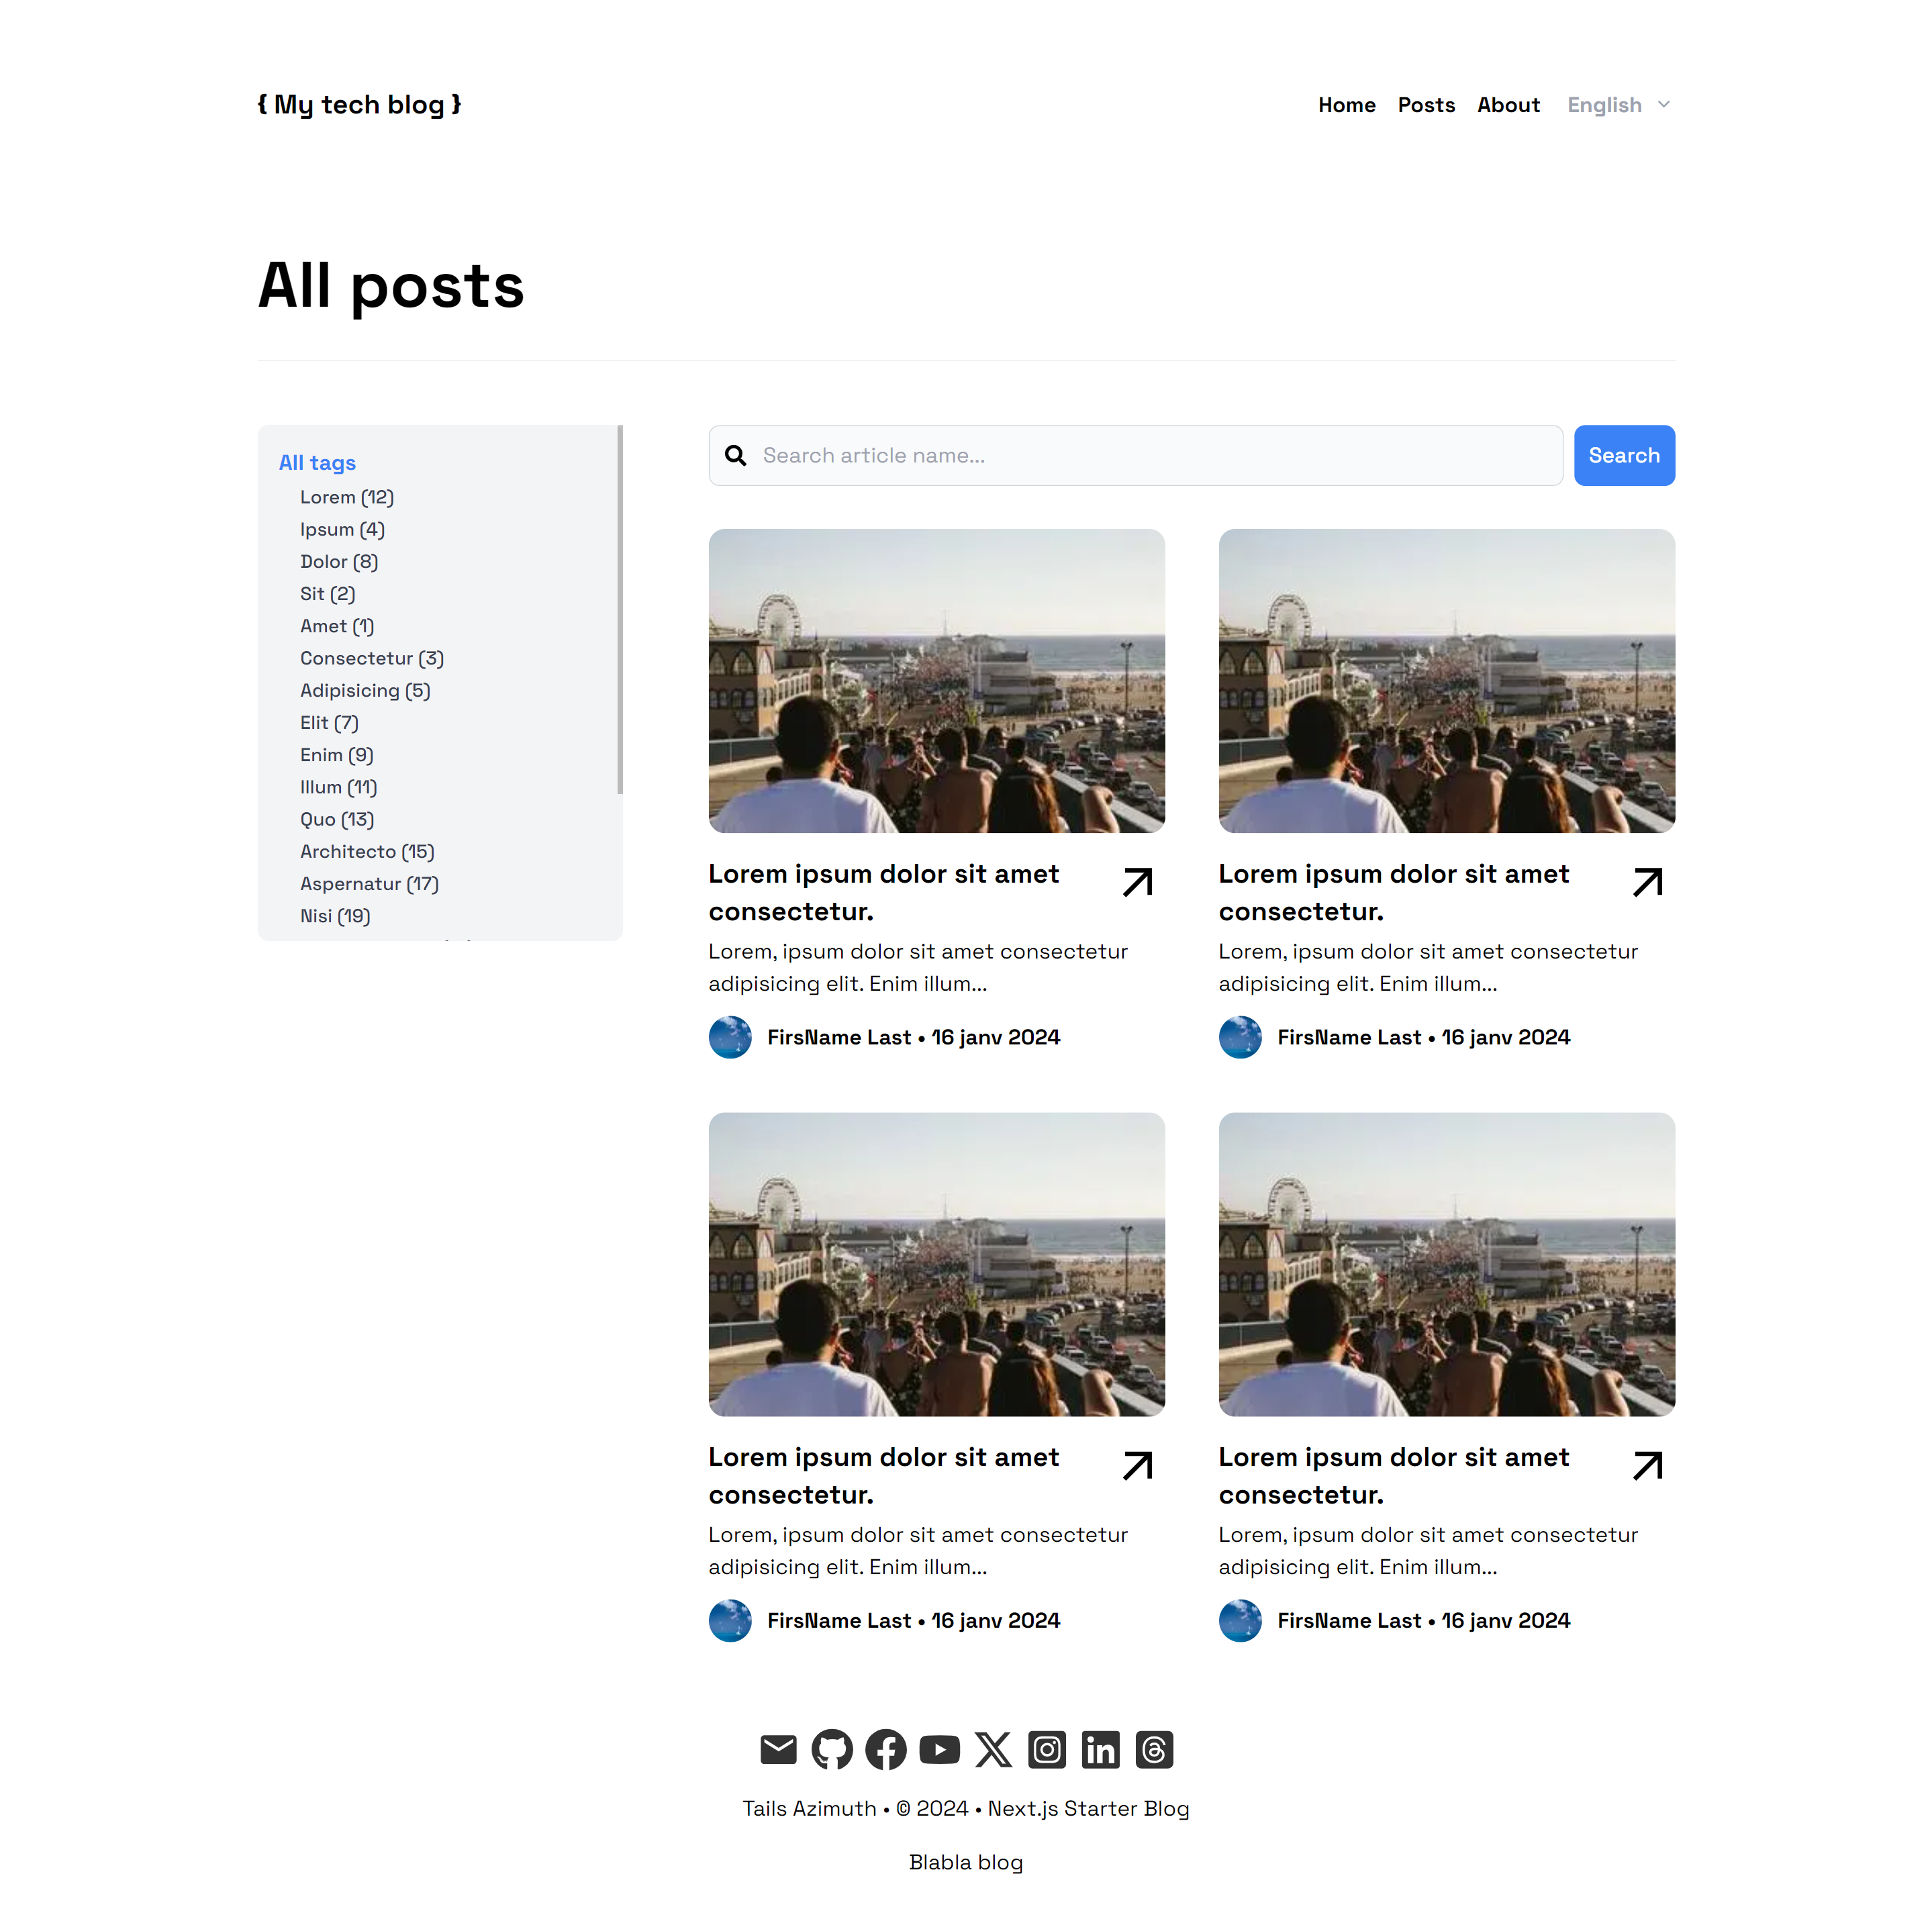 { My tech blog }
Home Posts About English
All posts
All tags
Lorem (12)
Ipsum (4)
Dolor (8)
Sit (2)
Amet (1)
Consectetur (3)
Adipisicing (5)
Elit (7)
Enim (9)
Illum (11)
Quo (13)
Architecto (15)
Aspernatur (17)
Nisi (19)
Search article name...
Search
Lorem ipsum dolor sit amet
consectetur.
Lorem, ipsum dolor sit amet consectetur
adipisicing elit. Enim illum...
FirsName Last • 16 janv 2024
Lorem ipsum dolor sit amet
consectetur.
Lorem, ipsum dolor sit amet consectetur
adipisicing elit. Enim illum...
FirsName Last • 16 janv 2024
Lorem ipsum dolor sit amet
consectetur.
Lorem, ipsum dolor sit amet consectetur
adipisicing elit. Enim illum...
FirsName Last • 16 janv 2024
Lorem ipsum dolor sit amet
consectetur.
Lorem, ipsum dolor sit amet consectetur
adipisicing elit. Enim illum...
FirsName Last • 16 janv 2024
Tails Azimuth • © 2024 • Next.js Starter Blog
Blabla blog